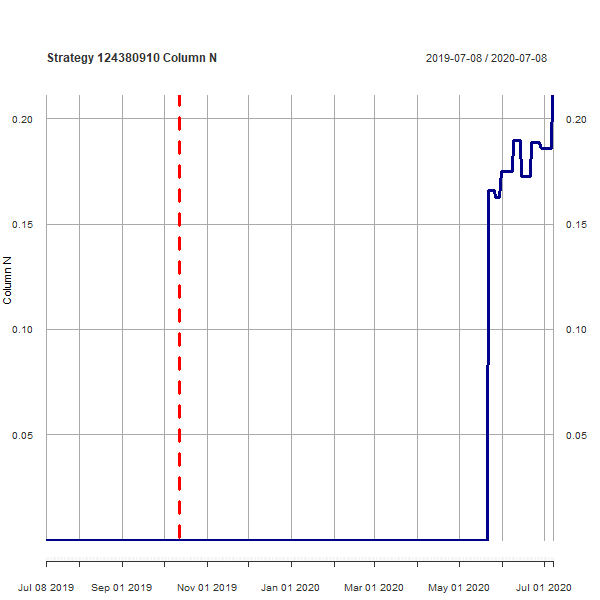 Strategy 124380910 Column N
2019-07-08 / 2020-07-08
0.20
0.20
0.15
0.15
Column N
0.10
0.10
0.05
0.05
Jul 08 2019
Sep 01 2019
Nov 01 2019
Jan 01 2020
Mar 01 2020
May 01 2020
Jul 01 2020